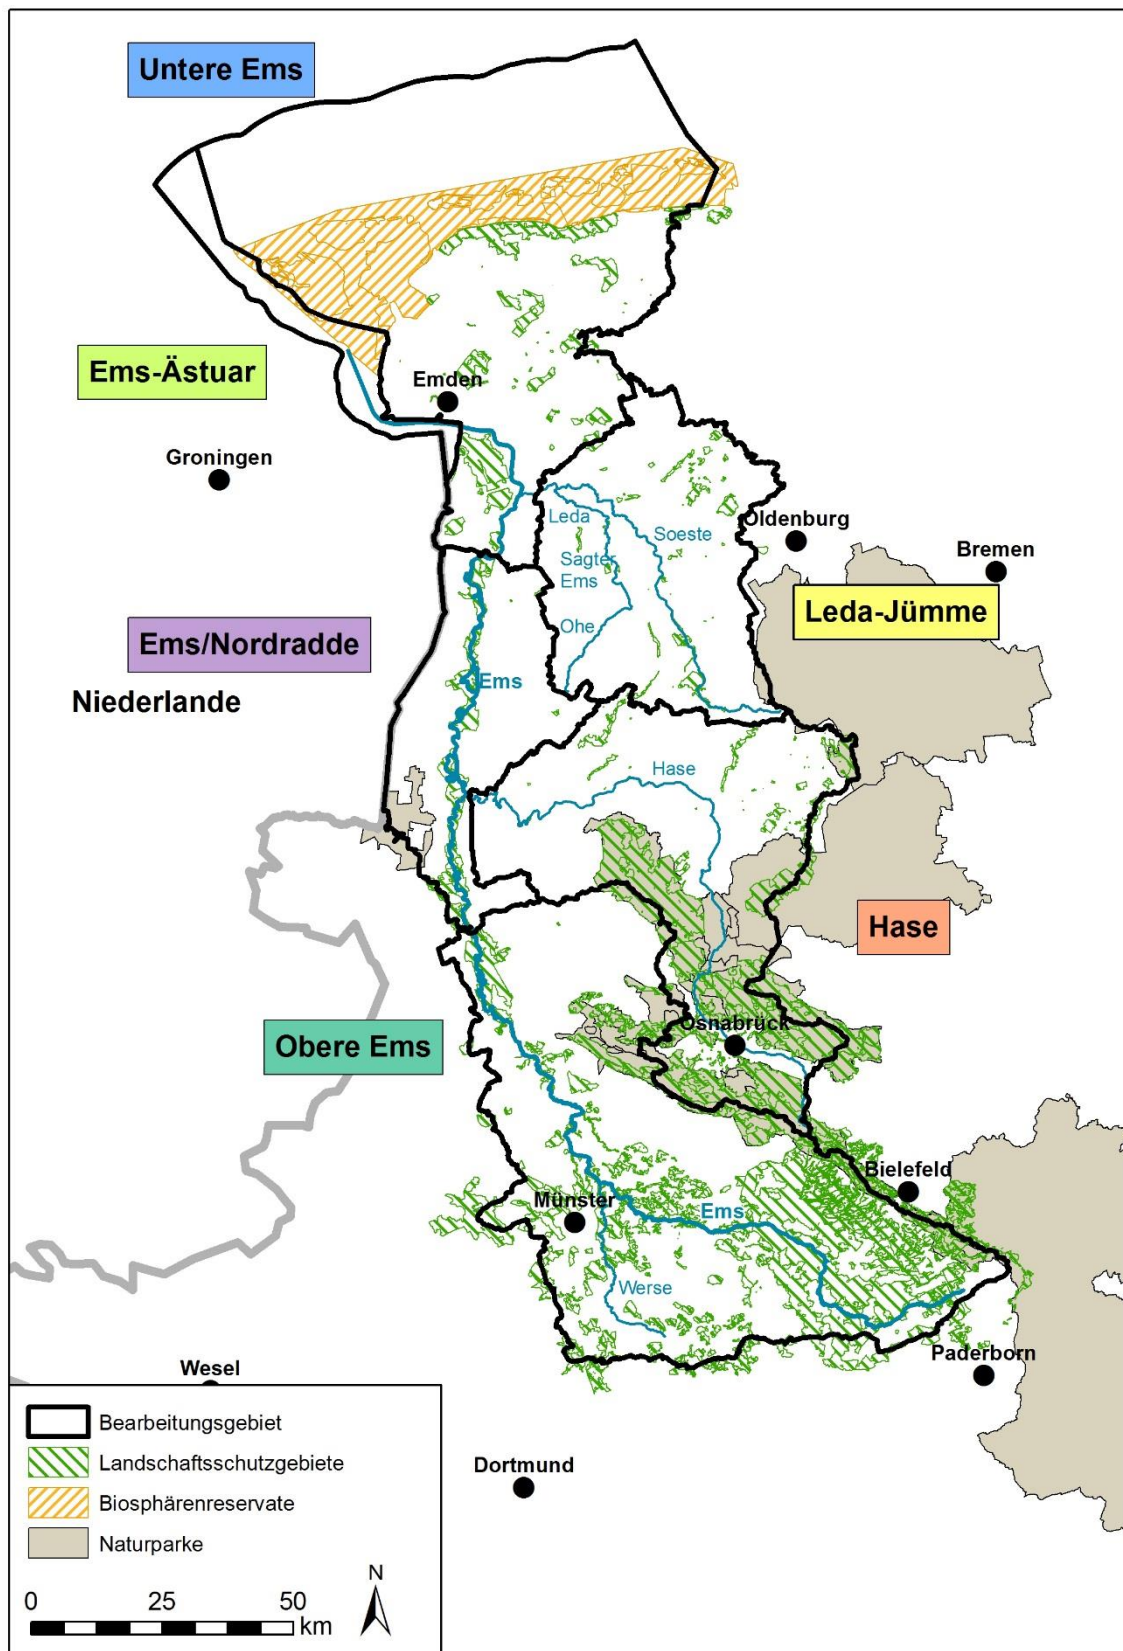 Untere Ems
Ems-Ästuar
Emden
Groningen
Leda
Soeste
Oldenburg
Bremen
Sagter
Ems
Leda-Jümme
Ohe
Ems/Nordradde
Ems
Niederlande
Hase
Hase
Osnabrück
Obere Ems
Bielefeld
Münster
Ems
Werse
Paderborn
Wesel
Dortmund
Bearbeitungsgebiet
Landschaftsschutzgebiete
Biosphärenreservate
Naturparke
N
0 25 50
km